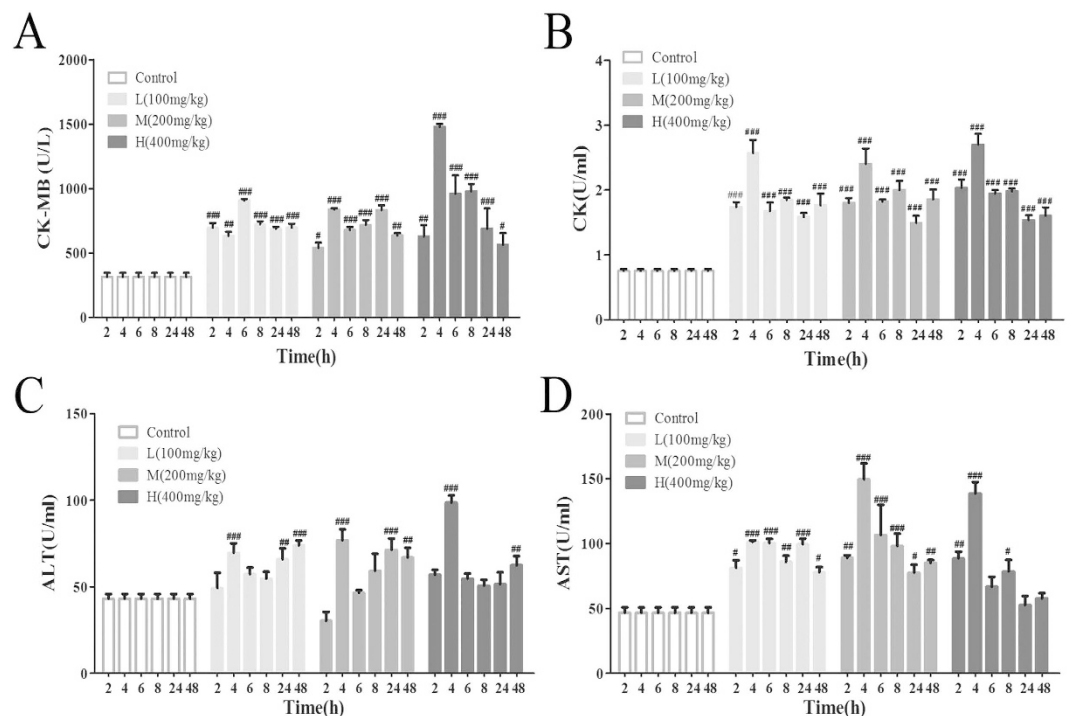 A
2000
1500
1000
500
0
CK-MB (U/L)
Control
L(100mg/kg)
M(200mg/kg)
H(400mg/kg)
### ## ### ### ### ###
# ### ### ### ### ##
## ### ### ### ### #
2 4 6 8 24 48 2 4 6 8 24 48 2 4 6 8 24 48 2 4 6 8 24 48
Time(h)
B
4
3
2
1
0
CK(U/ml)
Control
L(100mg/kg)
M(200mg/kg)
H(400mg/kg)
### ### ### ### ### ###
### ### ### ### ### ###
### ### ### ### ### ###
2 4 6 8 24 48 2 4 6 8 24 48 2 4 6 8 24 48 2 4 6 8 24 48
Time(h)
C
150
100
50
0
ALT(U/ml)
Control
L(100mg/kg)
M(200mg/kg)
H(400mg/kg)
### ## ###
### ### ##
### ##
2 4 6 8 24 48 2 4 6 8 24 48 2 4 6 8 24 48 2 4 6 8 24 48
Time(h)
D
200
150
100
50
0
AST(U/ml)
Control
L(100mg/kg)
M(200mg/kg)
H(400mg/kg)
# ### ### ## ### #
## ### ### ### # ##
## ### #
2 4 6 8 24 48 2 4 6 8 24 48 2 4 6 8 24 48 2 4 6 8 24 48
Time(h)